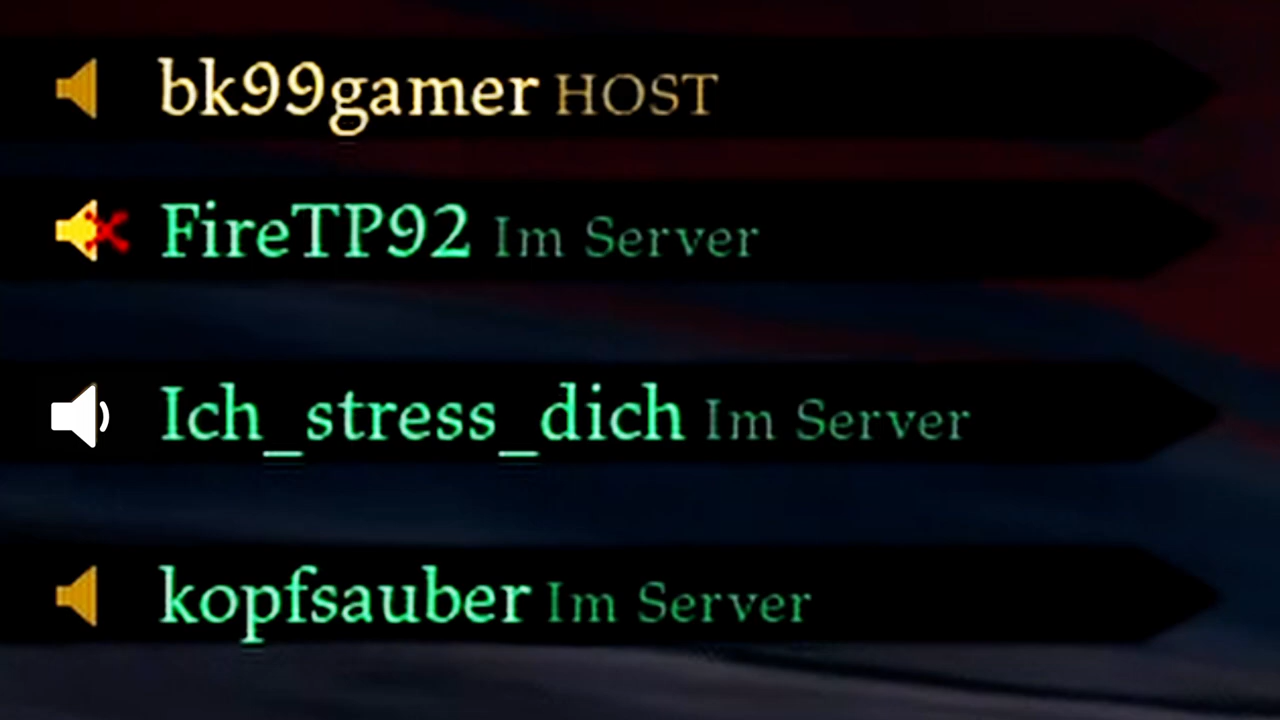 bk99gamer HOST
FireTP92 Im Server
Ich_stress_dich Im Server
kopfsauber Im Server